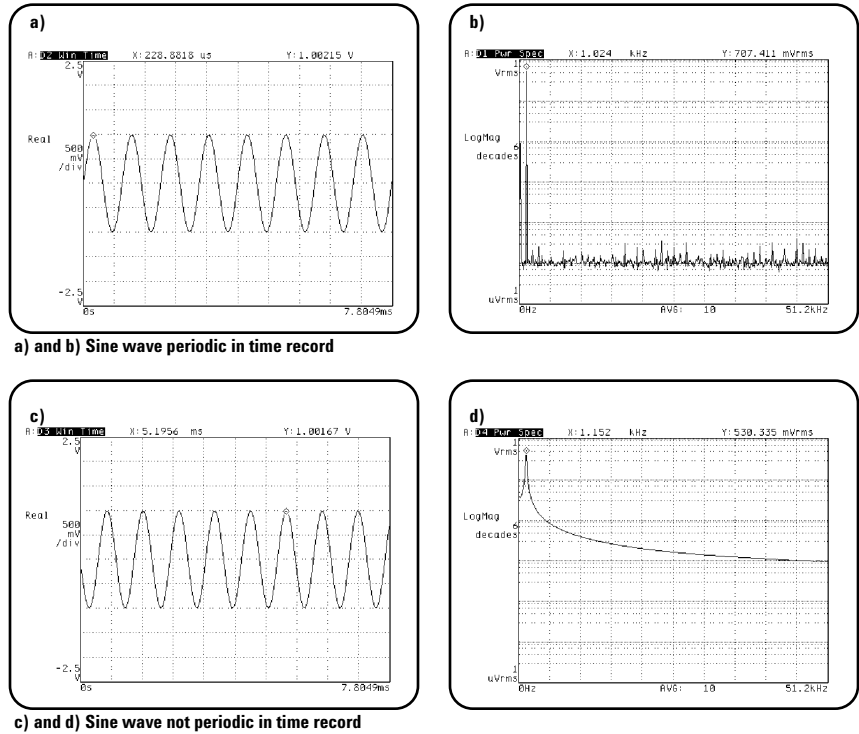 a)
A: D2 Win Time X:228.8818 us Y:1.00215 V
2.5
V
Real
500
mV
/div
-2.5
V
0s 7.8049ms
b)
A: D1 Pwr Spec X:1.024 kHz Y:707.411 mVrms
1
Vrms
LogMag
6
decades
1
uVrms
0Hz AVG: 10 51.2kHz
a) and b) Sine wave periodic in time record
c)
A: D3 Win Time X:5.1956 ms Y:1.00167 V
2.5
V
Real
500
mV
/div
-2.5
V
0s 7.8049ms
d)
A: D4 Pwr Spec X:1.152 kHz Y:530.335 mVrms
1
Vrms
LogMag
6
decades
1
uVrms
0Hz AVG: 10 51.2kHz
c) and d) Sine wave not periodic in time record